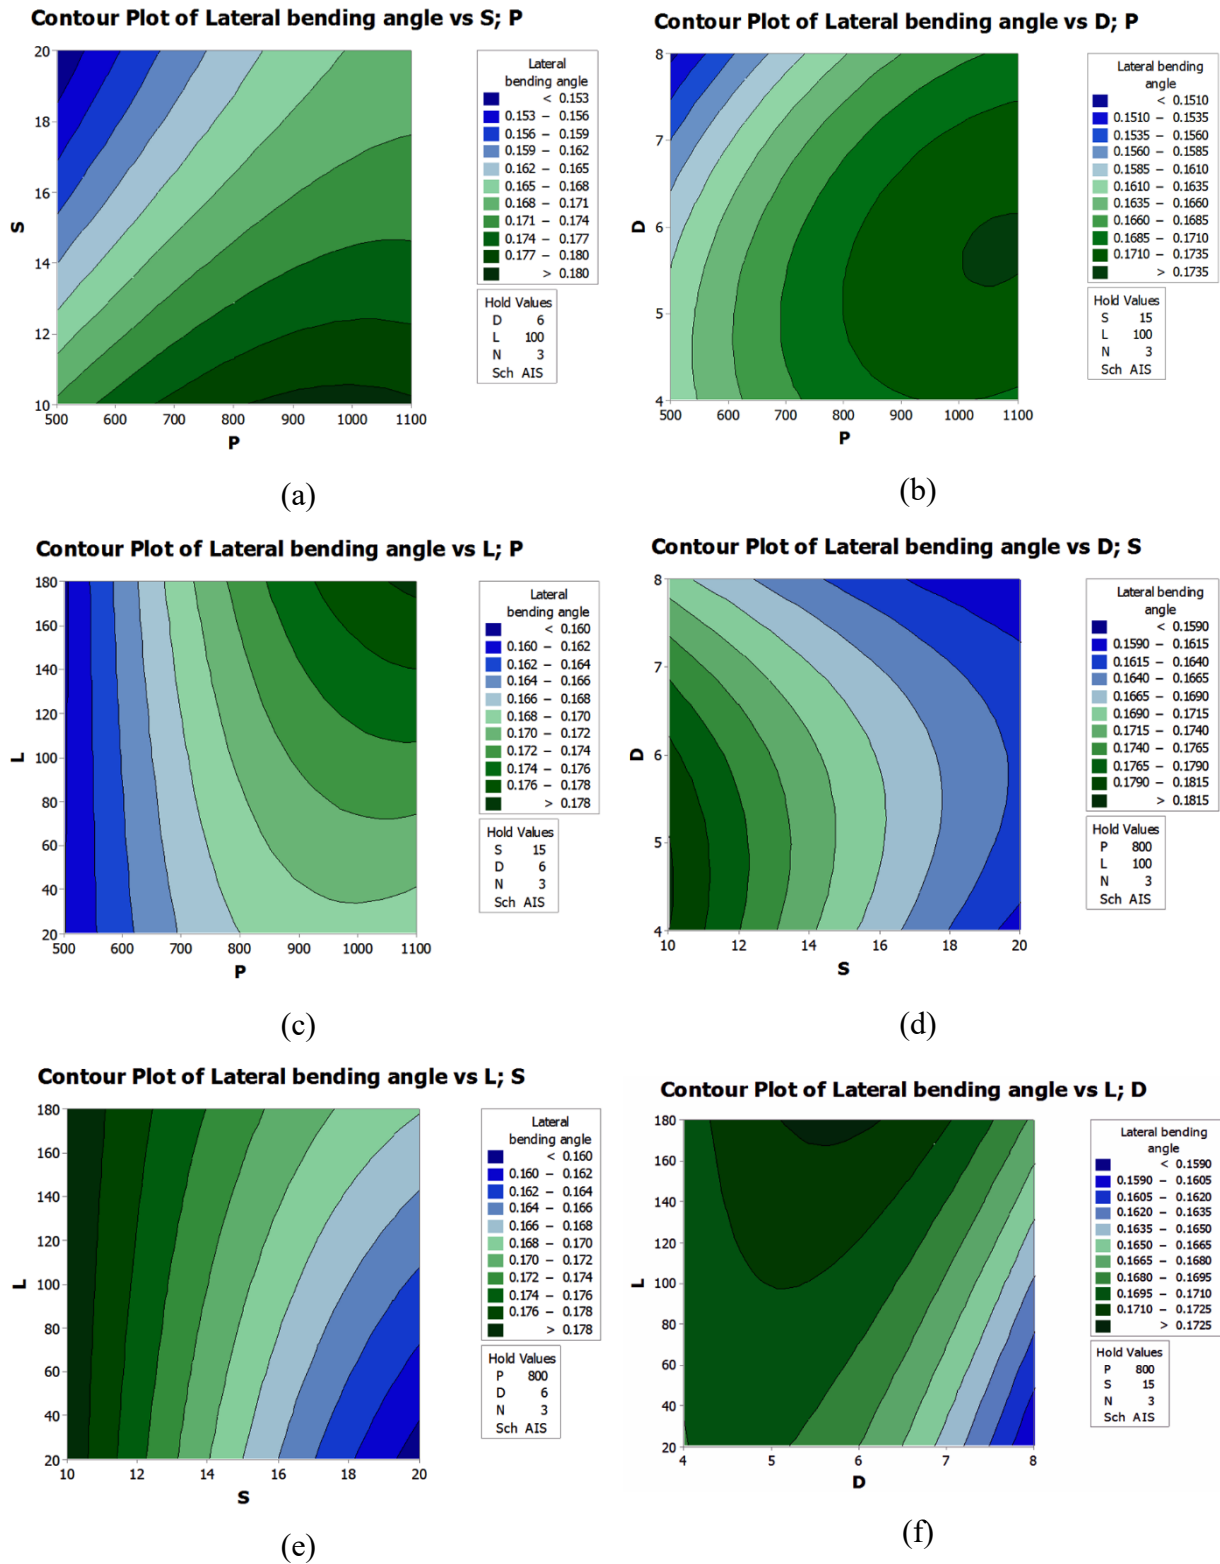 Contour Plot of Lateral bending angle vs S; P
20
18
16
14
12
10
S
500 600 700 800 900 1000 1100
P
Lateral
bending angle
< 0.153
0.153 – 0.156
0.156 – 0.159
0.159 – 0.162
0.162 – 0.165
0.165 – 0.168
0.168 – 0.171
0.171 – 0.174
0.174 – 0.177
0.177 – 0.180
> 0.180
Hold Values
D 6
L 100
N 3
Sch AIS
(a)
Contour Plot of Lateral bending angle vs D; P
8
7
6
5
4
D
500 600 700 800 900 1000 1100
P
Lateral bending
angle
< 0.1510
0.1510 – 0.1535
0.1535 – 0.1560
0.1560 – 0.1585
0.1585 – 0.1610
0.1610 – 0.1635
0.1635 – 0.1660
0.1660 – 0.1685
0.1685 – 0.1710
0.1710 – 0.1735
> 0.1735
Hold Values
S 15
L 100
N 3
Sch AIS
(b)
Contour Plot of Lateral bending angle vs L; P
180
160
140
120
100
80
60
40
20
L
500 600 700 800 900 1000 1100
P
Lateral
bending angle
< 0.160
0.160 – 0.162
0.162 – 0.164
0.164 – 0.166
0.166 – 0.168
0.168 – 0.170
0.170 – 0.172
0.172 – 0.174
0.174 – 0.176
0.176 – 0.178
> 0.178
Hold Values
S 15
D 6
N 3
Sch AIS
(c)
Contour Plot of Lateral bending angle vs D; S
8
7
6
5
4
D
10 12 14 16 18 20
S
Lateral bending
angle
< 0.1590
0.1590 – 0.1615
0.1615 – 0.1640
0.1640 – 0.1665
0.1665 – 0.1690
0.1690 – 0.1715
0.1715 – 0.1740
0.1740 – 0.1765
0.1765 – 0.1790
0.1790 – 0.1815
> 0.1815
Hold Values
P 800
L 100
N 3
Sch AIS
(d)
Contour Plot of Lateral bending angle vs L; S
180
160
140
120
100
80
60
40
20
L
10 12 14 16 18 20
S
Lateral
bending angle
< 0.160
0.160 – 0.162
0.162 – 0.164
0.164 – 0.166
0.166 – 0.168
0.168 – 0.170
0.170 – 0.172
0.172 – 0.174
0.174 – 0.176
0.176 – 0.178
> 0.178
Hold Values
P 800
D 6
N 3
Sch AIS
(e)
Contour Plot of Lateral bending angle vs L; D
180
160
140
120
100
80
60
40
20
L
4 5 6 7 8
D
Lateral bending
angle
< 0.1590
0.1590 – 0.1605
0.1605 – 0.1620
0.1620 – 0.1635
0.1635 – 0.1650
0.1650 – 0.1665
0.1665 – 0.1680
0.1680 – 0.1695
0.1695 – 0.1710
0.1710 – 0.1725
> 0.1725
Hold Values
P 800
S 15
N 3
Sch AIS
(f)